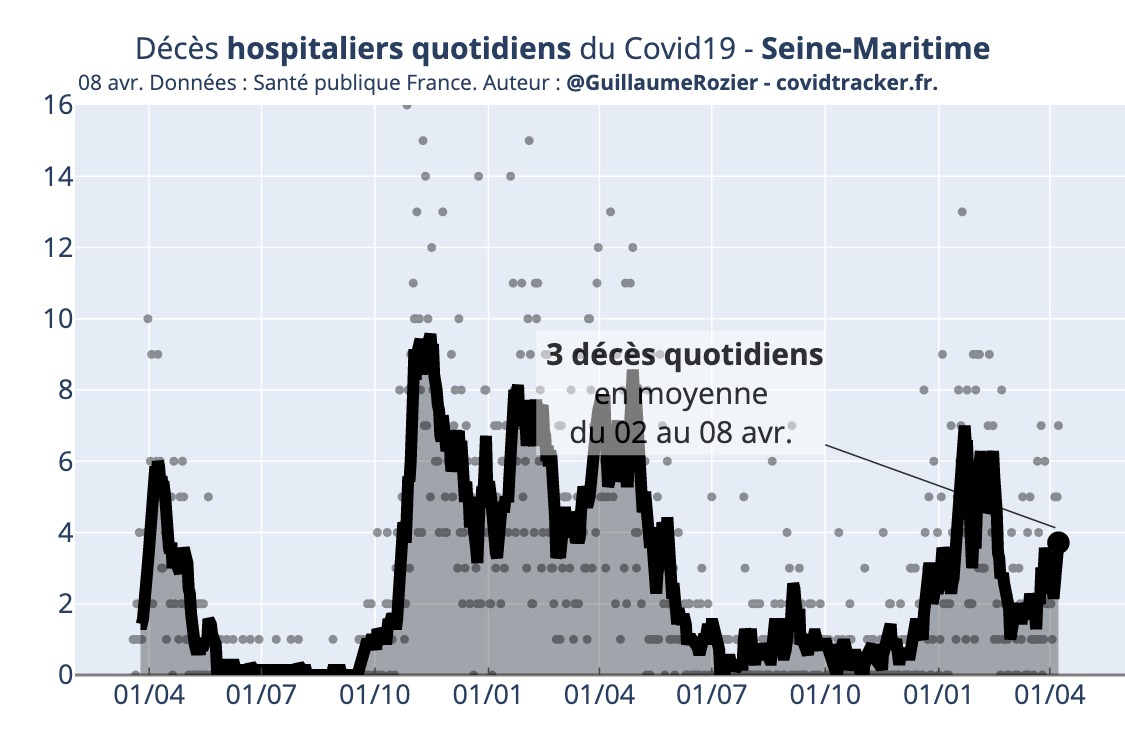 Décès hospitaliers quotidiens du Covid19 - Seine-Maritime
08 avr. Données : Santé publique France. Auteur : @GuillaumeRozier - covidtracker.fr.
16
14
12
10
8
6
4
2
0
3 décès quotidiens
en moyenne
du 02 au 08 avr.
01/04 01/07 01/10 01/01 01/04 01/07 01/10 01/01 01/04